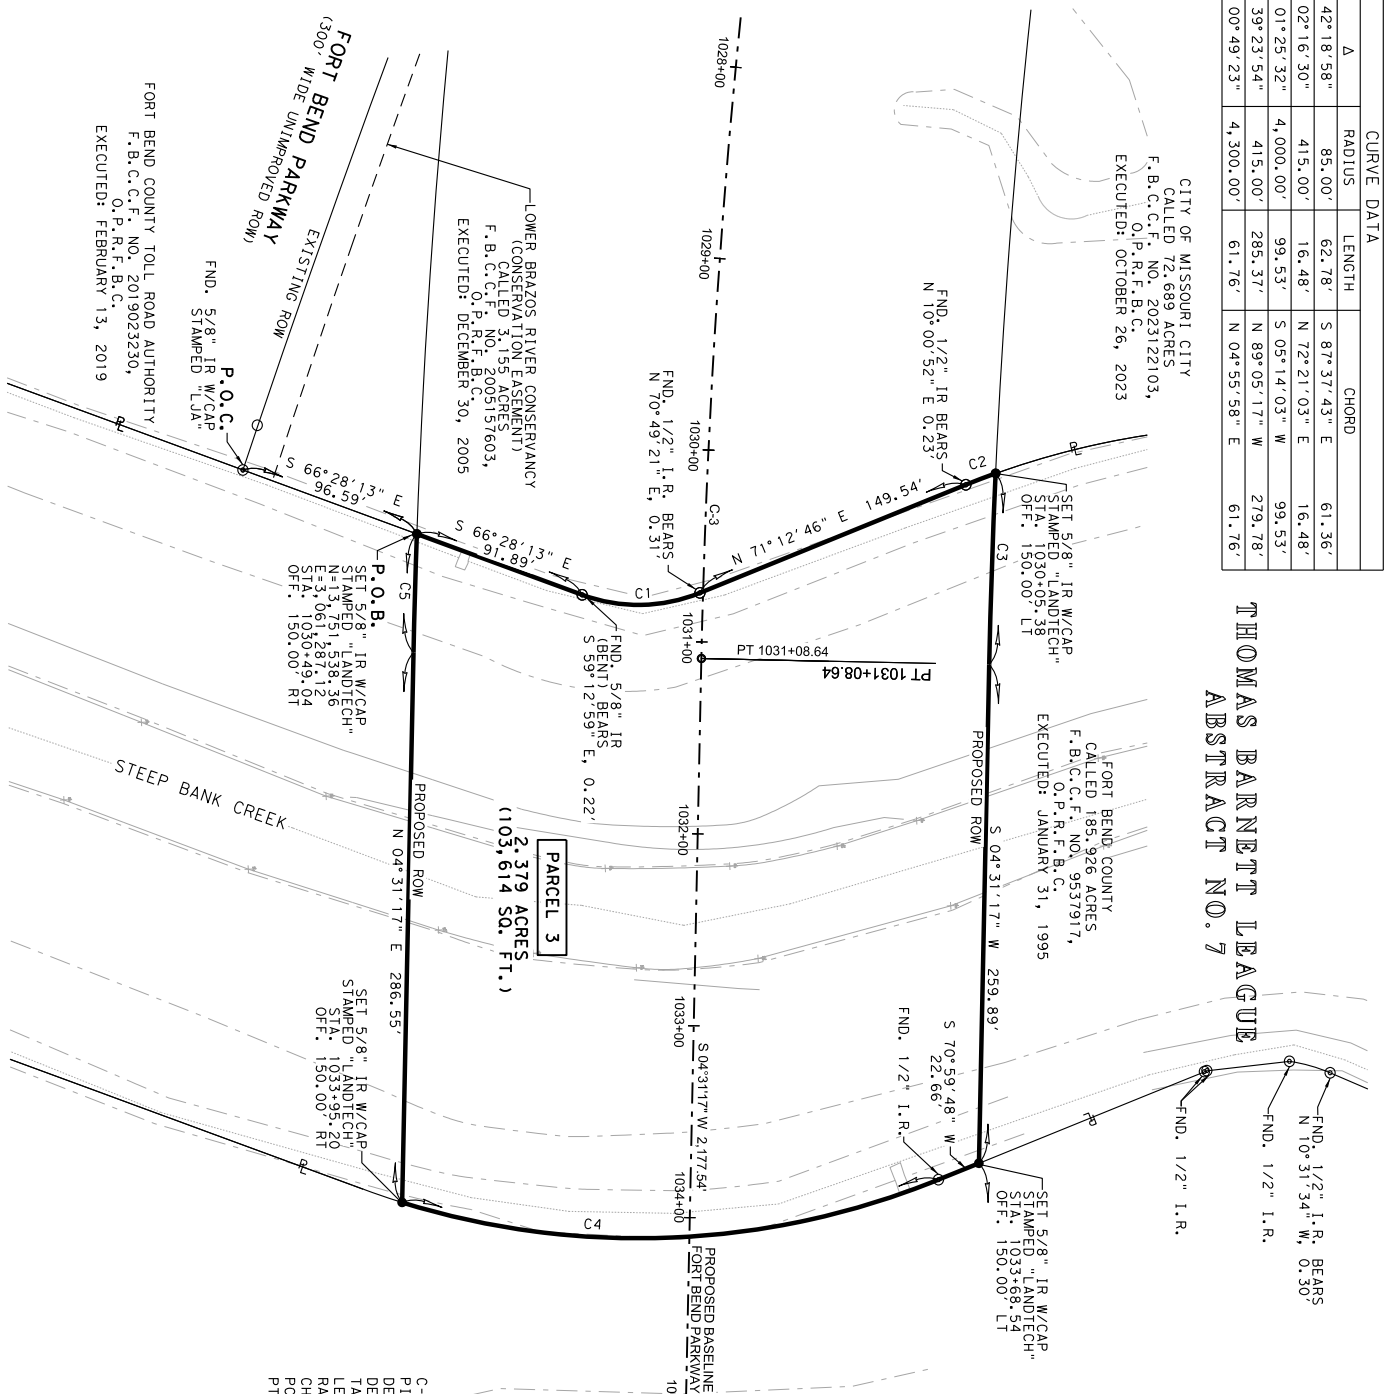 CURVE DATA
Δ RADIUS LENGTH CHORD
42°18'58" 85.00' 62.78' S 87°37'43" E 61.36'
02°16'30" 415.00' 16.48' N 72°21'03" E 16.48'
01°25'32" 4,000.00' 99.53' S 05°14'03" W 99.53'
39°23'54" 415.00' 285.37' N 89°05'17" W 279.78'
00°49'23" 4,300.00' 61.76' N 04°55'58" E 61.76'
THOMAS BARNETT LEAGUE
ABSTRACT NO. 7
CITY OF MISSOURI CITY
CALLED 72.689 ACRES
F.B.C.C.F. NO. 2023122103,
O.P.R.F.B.C.
EXECUTED: OCTOBER 26, 2023
FND. 1/2" IR BEARS
N 10°00'52" E 0.23'
C2
SET 5/8" IR W/CAP
STAMPED "LANDTECH"
STA. 1030+05.38
OFF. 150.00' LT
C3
FORT BEND COUNTY
CALLED 185.926 ACRES
F.B.C.C.F. NO. 9537917,
O.P.R.F.B.C.
EXECUTED: JANUARY 31, 1995
PROPOSED ROW
S 04°31'17" W 259.89'
S 70°59'48" W
22.66'
FND. 1/2" I.R.
FND. 1/2" I.R. BEARS
N 10°31'34" W, 0.30'
FND. 1/2" I.R.
FND. 1/2" I.R.
SET 5/8" IR W/CAP
STAMPED "LANDTECH"
STA. 1033+68.54
OFF. 150.00' LT
1028+00
1029+00
1030+00
C-3
1031+00
PT 1031+08.64
PT 1031+08.64
1032+00
1033+00
S 04°31'17" W 2,177.54'
1034+00
PROPOSED BASELINE
FORT BEND PARKWAY
10
FND. 1/2" I.R. BEARS
N 70°49'21" E, 0.31'
N 71°12'46" E 149.54'
C1
LOWER BRAZOS RIVER CONSERVANCY
(CONSERVATION EASEMENT)
CALLED 3.155 ACRES
F.B.C.C.F. NO. 2005157603,
O.P.R.F.B.C.
EXECUTED: DECEMBER 30, 2005
FND. 5/8" IR
(BENT) BEARS
S 59°12'59" E, 0.22'
S 66°28'13" E
91.89'
PARCEL 3
2.379 ACRES
(103,614 SQ. FT.)
FORT BEND PARKWAY
(300' WIDE UNIMPROVED ROW)
EXISTING ROW
FND. 5/8" IR W/CAP
STAMPED "LJA"
P.O.C.
S 66°28'13" E
96.59'
C5
P.O.B.
SET 5/8" IR W/CAP
STAMPED "LANDTECH"
N=13,751,538.36
E=3,061,287.12
STA. 1030+49.04
OFF. 150.00' RT
PROPOSED ROW
N 04°31'17" E 286.55'
SET 5/8" IR W/CAP
STAMPED "LANDTECH"
STA. 1033+95.20
OFF. 150.00' RT
C4
FORT BEND COUNTY TOLL ROAD AUTHORITY
F.B.C.C.F. NO. 2019023230,
O.P.R.F.B.C.
EXECUTED: FEBRUARY 13, 2019
STEEP BANK CREEK
C-
PI
DE
DE
TA
LE
RA
CH
PC
PT